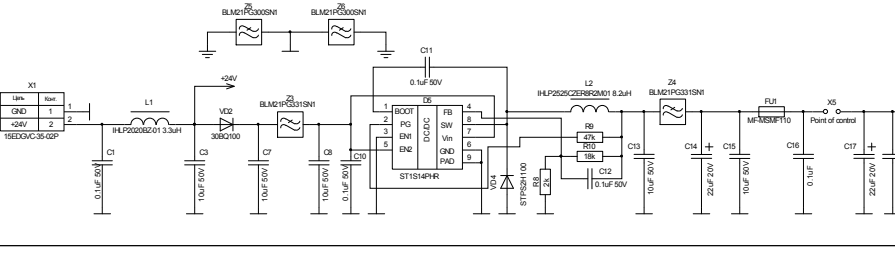 Z5
BLM21PG300SN1
Z6
BLM21PG300SN1
X1
Цепь Конт.
GND 1
+24V 2
15EDGVC-35-02P
1
2
L1
IHLP2020BZ-01 3.3uH
+24V
VD2
30BQ100
Z3
BLM21PG331SN1
C11
0.1uF 50V
D5
1 BOOT
2 PG
3 EN1
5 EN2
DC/DC
FB 4
SW 8
Vin 7
GND 6
PAD 9
ST1S14PHR
L2
IHLP2525CZER8R2M01 8.2uH
Z4
BLM21PG331SN1
FU1
MF-MSMF110
X5
Point of control
R9
47k
R10
18k
C12
0.1uF 50V
R8
2k
VD4
STPS2H100
C1
0.1uF 50V
C3
10uF 50V
C7
10uF 50V
C8
10uF 50V
C10
0.1uF 50V
C13
10uF 50V
C14
+
22uF 20V
C15
10uF 50V
C16
0.1uF
C17
+
22uF 20V